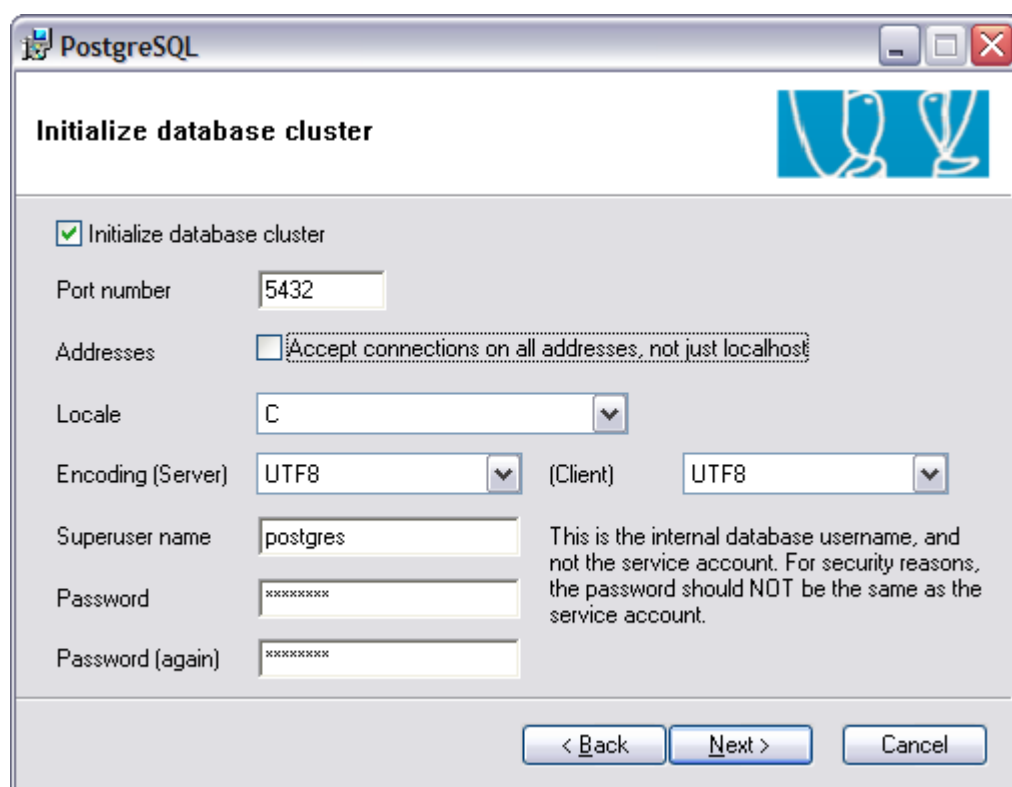 PostgreSQL
Initialize database cluster
Initialize database cluster
Port number 5432
Addresses Accept connections on all addresses, not just localhost
Locale C
Encoding (Server) UTF8 (Client) UTF8
Superuser name postgres
This is the internal database username, and
not the service account. For security reasons,
the password should NOT be the same as the
service account.
Password ********
Password (again) ********
< Back Next > Cancel